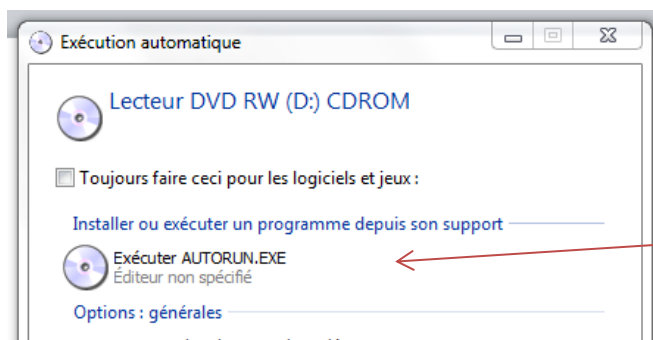 Exécution automatique
Lecteur DVD RW (D:) CDROM
Toujours faire ceci pour les logiciels et jeux :
Installer ou exécuter un programme depuis son support
Exécuter AUTORUN.EXE
Éditeur non spécifié
Options : générales